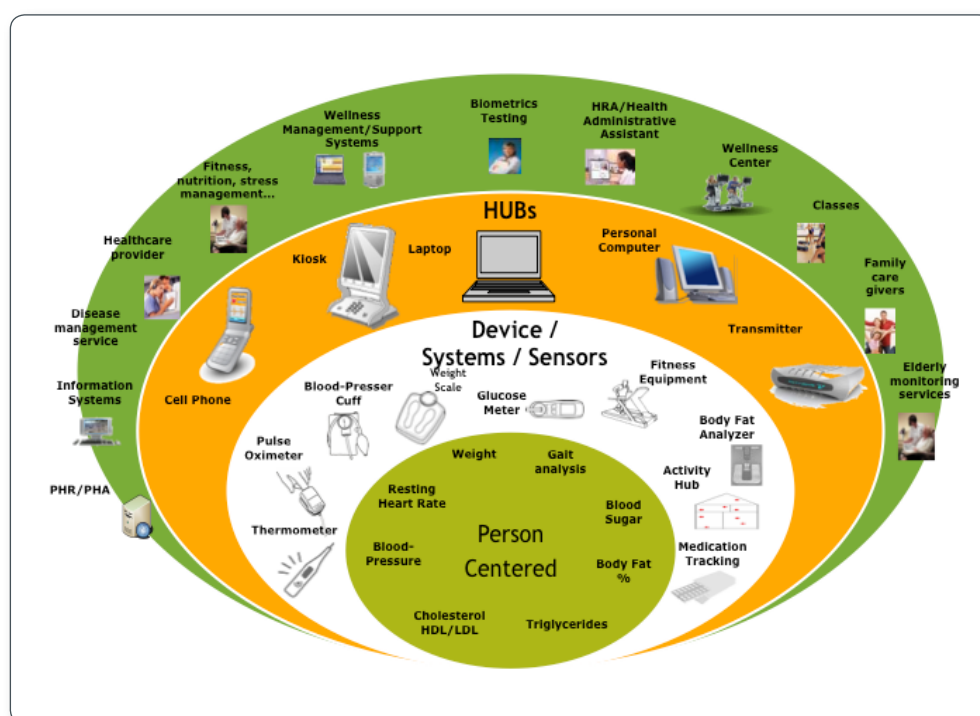 Wellness
Management/Support
Systems
Biometrics
Testing
HRA/Health
Administrative
Assistant
Wellness
Center
Fitness,
nutrition, stress
management...
Classes
Healthcare
provider
Family
care
givers
Disease
management
service
Elderly
monitoring
services
Information
Systems
PHR/PHA
HUBs
Kiosk
Laptop
Personal
Computer
Cell Phone
Transmitter
Device /
Systems / Sensors
Weight
Scale
Blood-Presser
Cuff
Glucose
Meter
Fitness
Equipment
Pulse
Oximeter
Body Fat
Analyzer
Activity
Hub
Thermometer
Medication
Tracking
Weight
Gait
analysis
Resting
Heart Rate
Blood
Sugar
Person
Centered
Blood-
Pressure
Body Fat
%
Cholesterol
HDL/LDL
Triglycerides